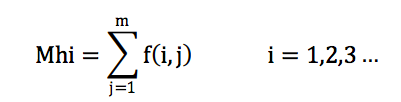 m
Mhi = ∑ f(i,j) i = 1,2,3 …
j=1